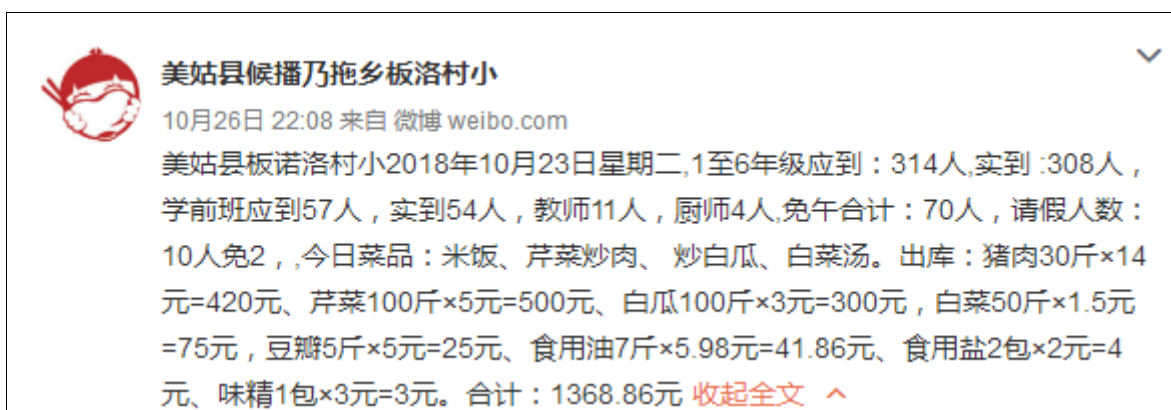 美姑县候播乃拖乡板洛村小
10月26日 22:08 来自 微博 weibo.com
美姑县板诺洛村小2018年10月23日星期二,1至6年级应到：314人,实到 :308人，
学前班应到57人，实到54人，教师11人，厨师4人,免午合计：70人，请假人数：
10人免2，,今日菜品：米饭、芹菜炒肉、 炒白瓜、白菜汤。出库：猪肉30斤×14
元=420元、芹菜100斤×5元=500元、白瓜100斤×3元=300元，白菜50斤×1.5元
=75元，豆瓣5斤×5元=25元、食用油7斤×5.98元=41.86元、食用盐2包×2元=4
元、味精1包×3元=3元。合计：1368.86元 收起全文